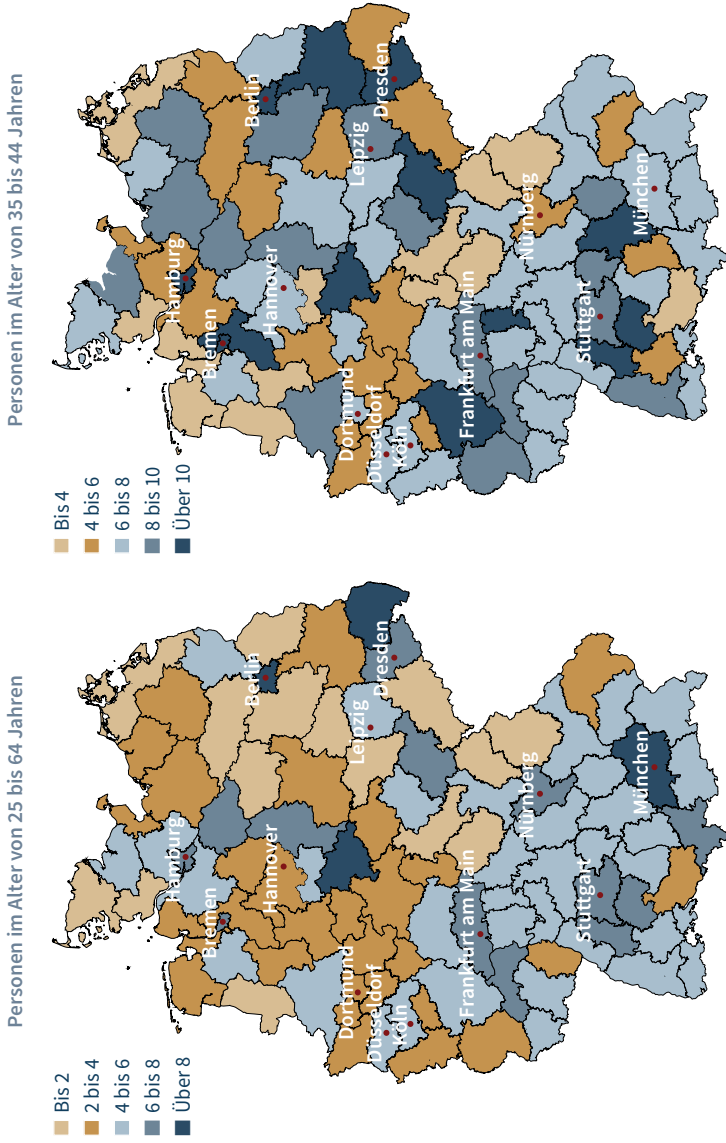 Personen im Alter von 25 bis 64 Jahren
Bis 2
2 bis 4
4 bis 6
6 bis 8
Über 8
Hamburg
Bremen
Berlin
Hannover
Dortmund
Düsseldorf
Köln
Leipzig
Dresden
Frankfurt am Main
Nürnberg
Stuttgart
München
Personen im Alter von 35 bis 44 Jahren
Bis 4
4 bis 6
6 bis 8
8 bis 10
Über 10
Hamburg
Bremen
Berlin
Hannover
Dortmund
Düsseldorf
Köln
Leipzig
Dresden
Frankfurt am Main
Nürnberg
Stuttgart
München